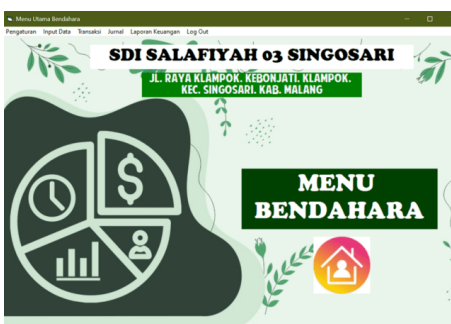 Menu Utama Bendahara
Pengaturan Input Data Transaksi Jurnal Laporan Keuangan Log Out
SDI SALAFIYAH 03 SINGOSARI
JL. RAYA KLAMPOK. KEBONJATI. KLAMPOK.
KEC. SINGOSARI. KAB. MALANG
$
MENU
BENDAHARA